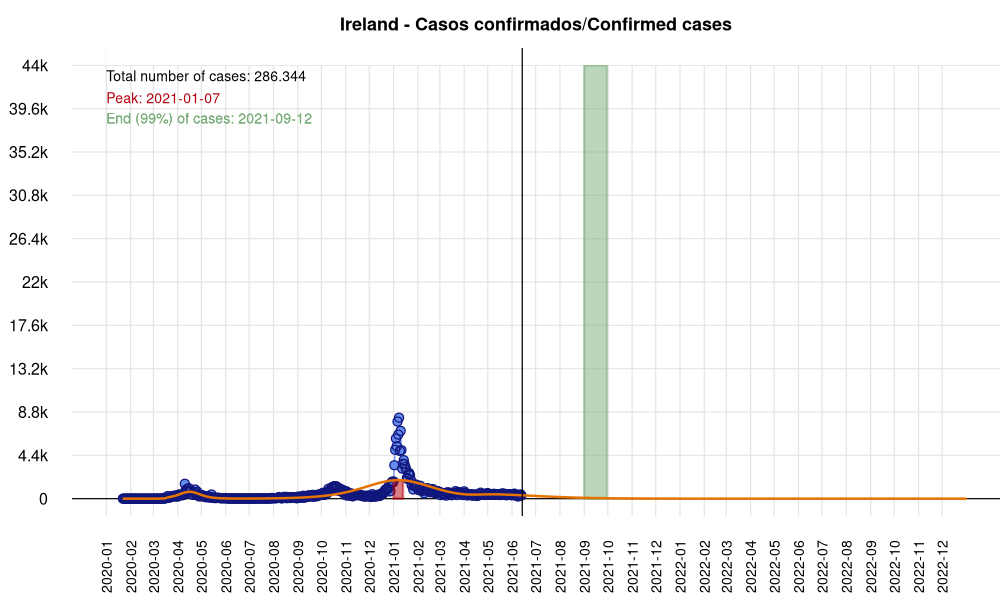 Ireland - Casos confirmados/Confirmed cases
Total number of cases: 286.344
Peak: 2021-01-07
End (99%) of cases: 2021-09-12
44k
39.6k
35.2k
30.8k
26.4k
22k
17.6k
13.2k
8.8k
4.4k
0
2020-01
2020-02
2020-03
2020-04
2020-05
2020-06
2020-07
2020-08
2020-09
2020-10
2020-11
2020-12
2021-01
2021-02
2021-03
2021-04
2021-05
2021-06
2021-07
2021-08
2021-09
2021-10
2021-11
2021-12
2022-01
2022-02
2022-03
2022-04
2022-05
2022-06
2022-07
2022-08
2022-09
2022-10
2022-11
2022-12